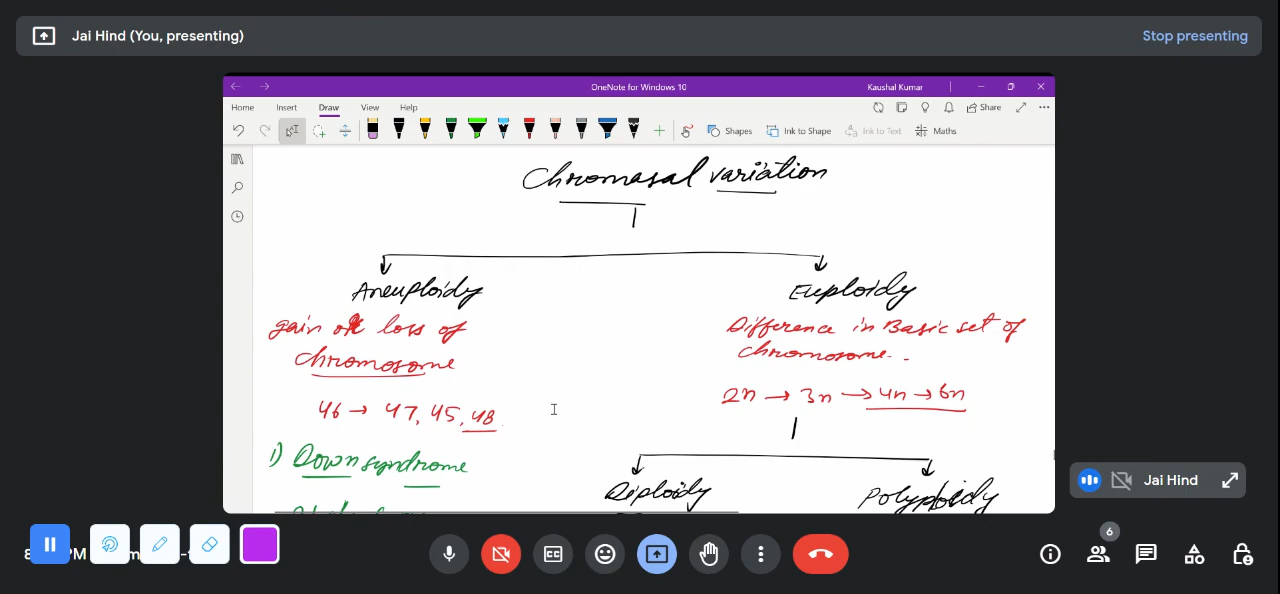 Jai Hind (You, presenting)
Stop presenting
OneNote for Windows 10
Kaushal Kumar
Home Insert Draw View Help
Share
Shapes Ink to Shape Ink to Text Maths
Chromasal variation
Aneuploidy
Euploidy
gain or loss of
chromosome
Difference in Basic set of
chromosome.
46 → 47, 45, 48
2n → 3n → 4n → 6n
1) Down syndrome
Diploidy
Polyploidy
Jai Hind
6